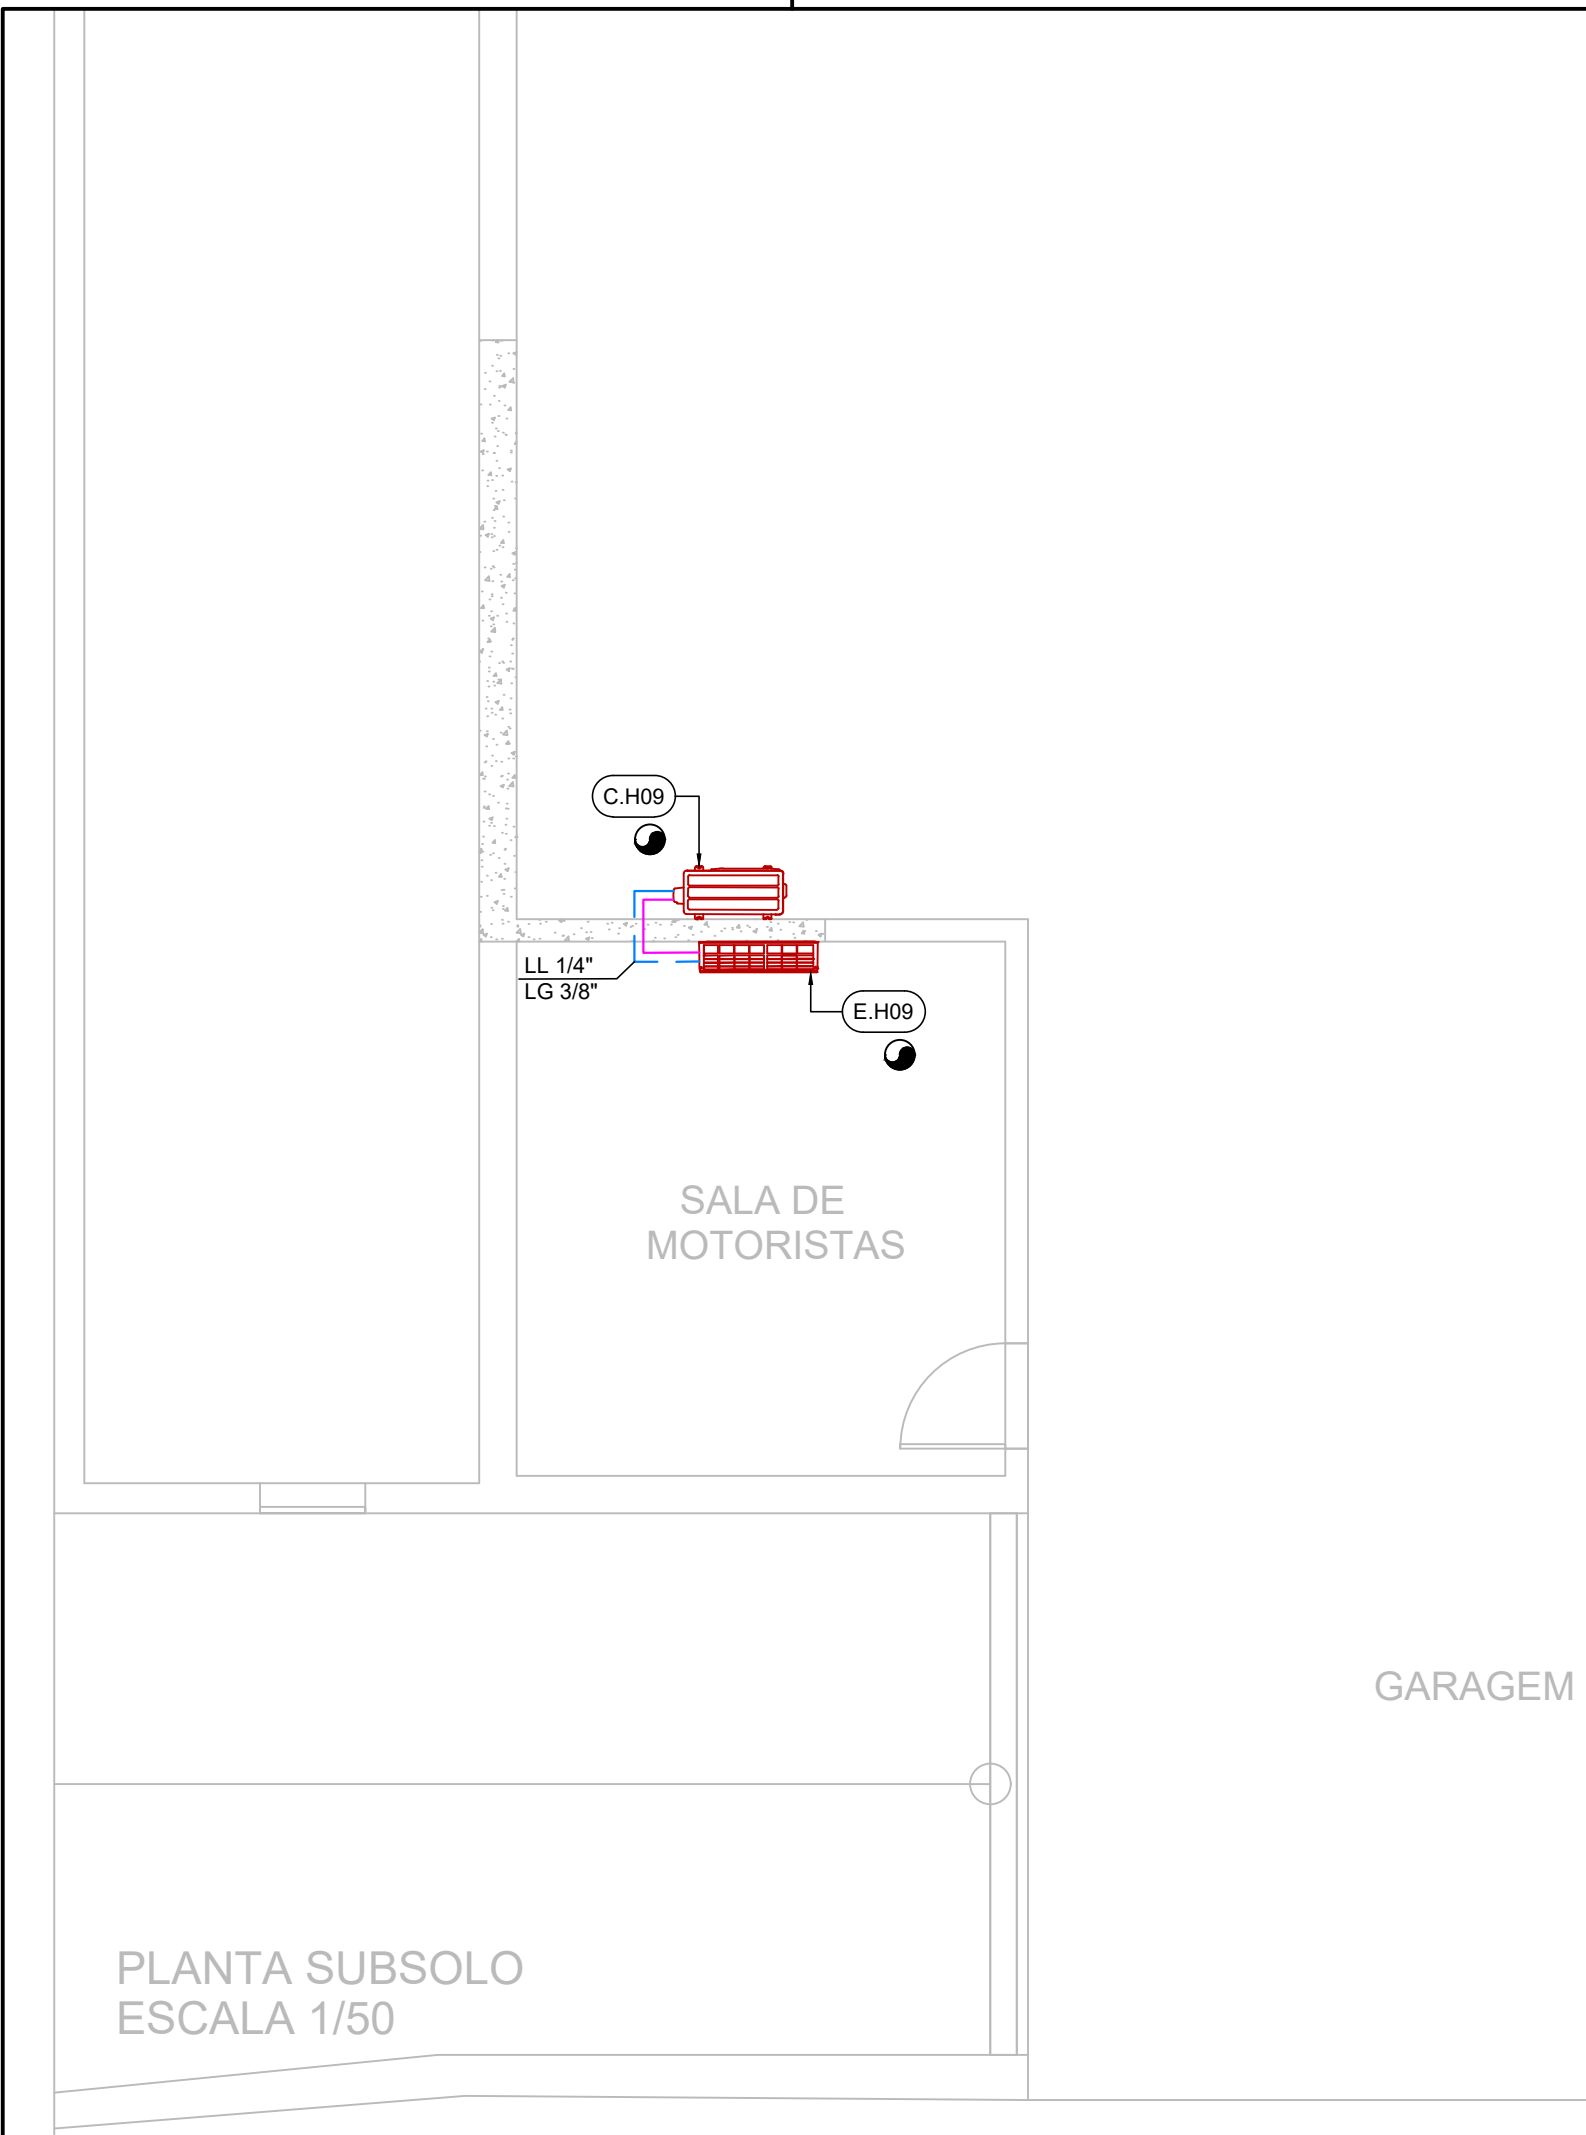 C.H09
LL 1/4"
LG 3/8"
E.H09
SALA DE
MOTORISTAS
GARAGEM
PLANTA SUBSOLO
ESCALA 1/50